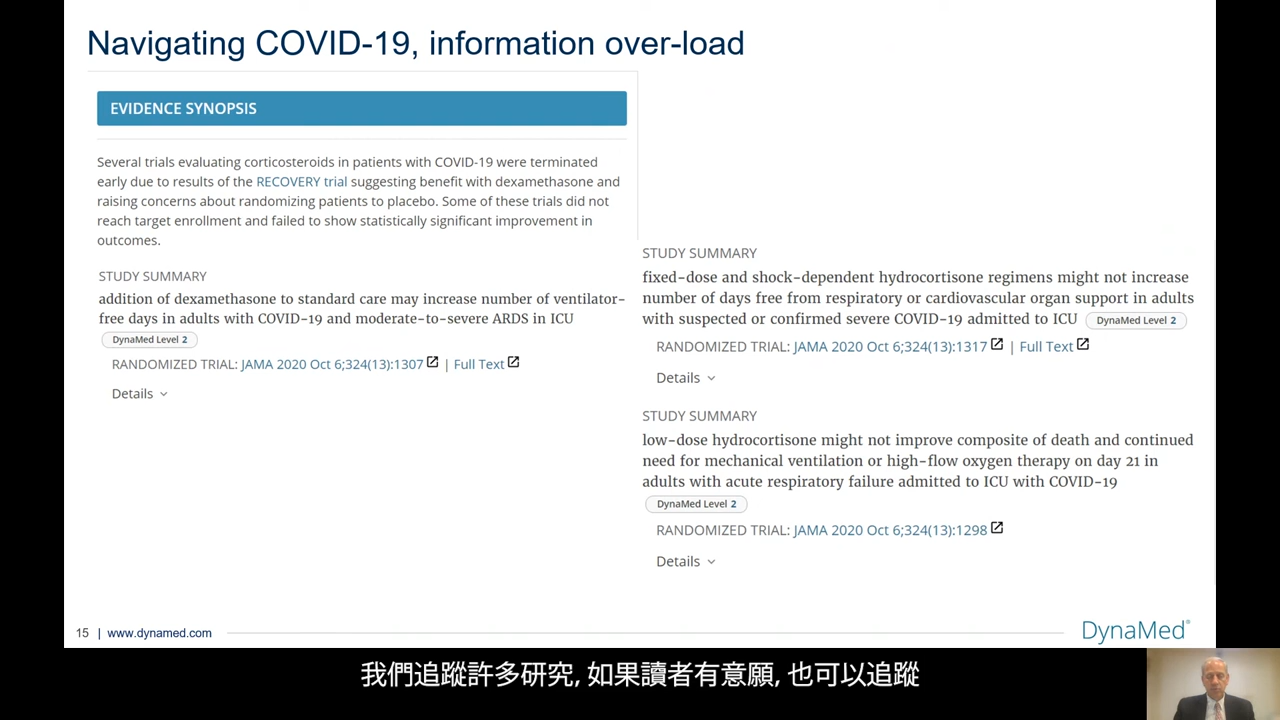 Navigating COVID-19, information over-load
EVIDENCE SYNOPSIS
Several trials evaluating corticosteroids in patients with COVID-19 were terminated
early due to results of the RECOVERY trial suggesting benefit with dexamethasone and
raising concerns about randomizing patients to placebo. Some of these trials did not
reach target enrollment and failed to show statistically significant improvement in
outcomes.
STUDY SUMMARY
addition of dexamethasone to standard care may increase number of ventilator-
free days in adults with COVID-19 and moderate-to-severe ARDS in ICU
DynaMed Level 2
RANDOMIZED TRIAL: JAMA 2020 Oct 6;324(13):1307 | Full Text
Details
STUDY SUMMARY
fixed-dose and shock-dependent hydrocortisone regimens might not increase
number of days free from respiratory or cardiovascular organ support in adults
with suspected or confirmed severe COVID-19 admitted to ICU DynaMed Level 2
RANDOMIZED TRIAL: JAMA 2020 Oct 6;324(13):1317 | Full Text
Details
STUDY SUMMARY
low-dose hydrocortisone might not improve composite of death and continued
need for mechanical ventilation or high-flow oxygen therapy on day 21 in
adults with acute respiratory failure admitted to ICU with COVID-19
DynaMed Level 2
RANDOMIZED TRIAL: JAMA 2020 Oct 6;324(13):1298
Details
15 | www.dynamed.com
DynaMed®
我們追蹤許多研究, 如果讀者有意願, 也可以追蹤